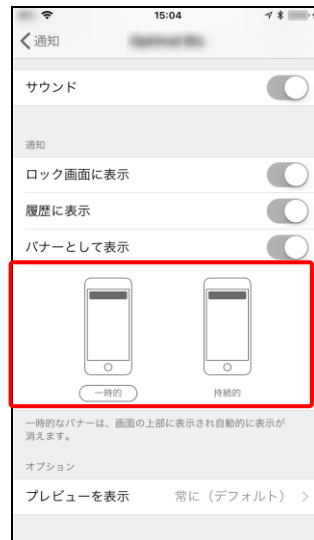 15:04
通知
サウンド
通知
ロック画面に表示
履歴に表示
バナーとして表示
一時的 持続的
一時的なバナーは、画面の上部に表示され自動的に表示が
消えます。
オプション
プレビューを表示 常に（デフォルト）